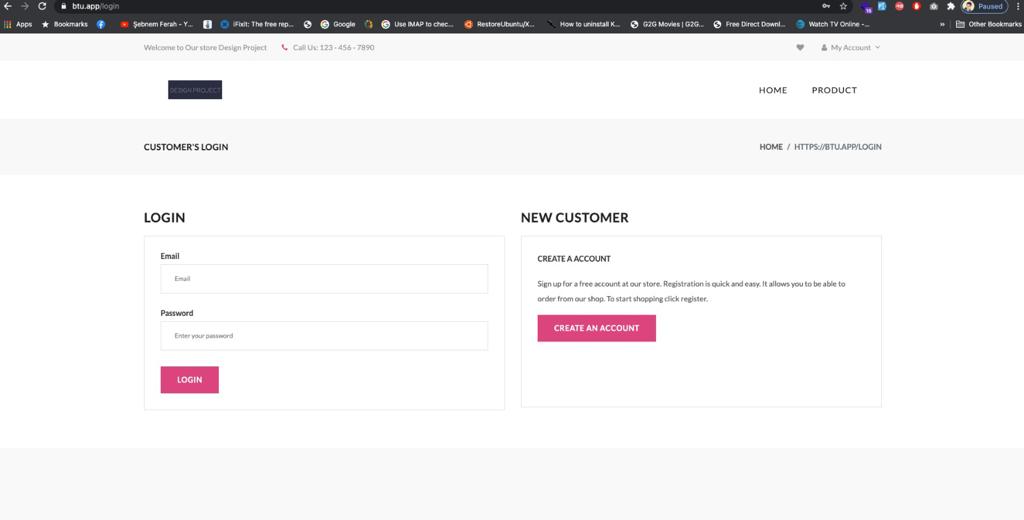 btu.app/login
Paused
Apps
Bookmarks
Şebnem Ferah - Y...
iFixit: The free rep...
Google
Use IMAP to chec...
RestoreUbuntu/X...
How to uninstall K...
G2G Movies | G2G...
Free Direct Downl...
Watch TV Online -...
»
Other Bookmarks
Welcome to Our store Design Project
Call Us: 123 - 456 - 7890
My Account
DESIGN PROJECT
HOME
PRODUCT
CUSTOMER'S LOGIN
HOME / HTTPS://BTU.APP/LOGIN
LOGIN
Email
Email
Password
Enter your password
LOGIN
NEW CUSTOMER
CREATE A ACCOUNT
Sign up for a free account at our store. Registration is quick and easy. It allows you to be able to
order from our shop. To start shopping click register.
CREATE AN ACCOUNT